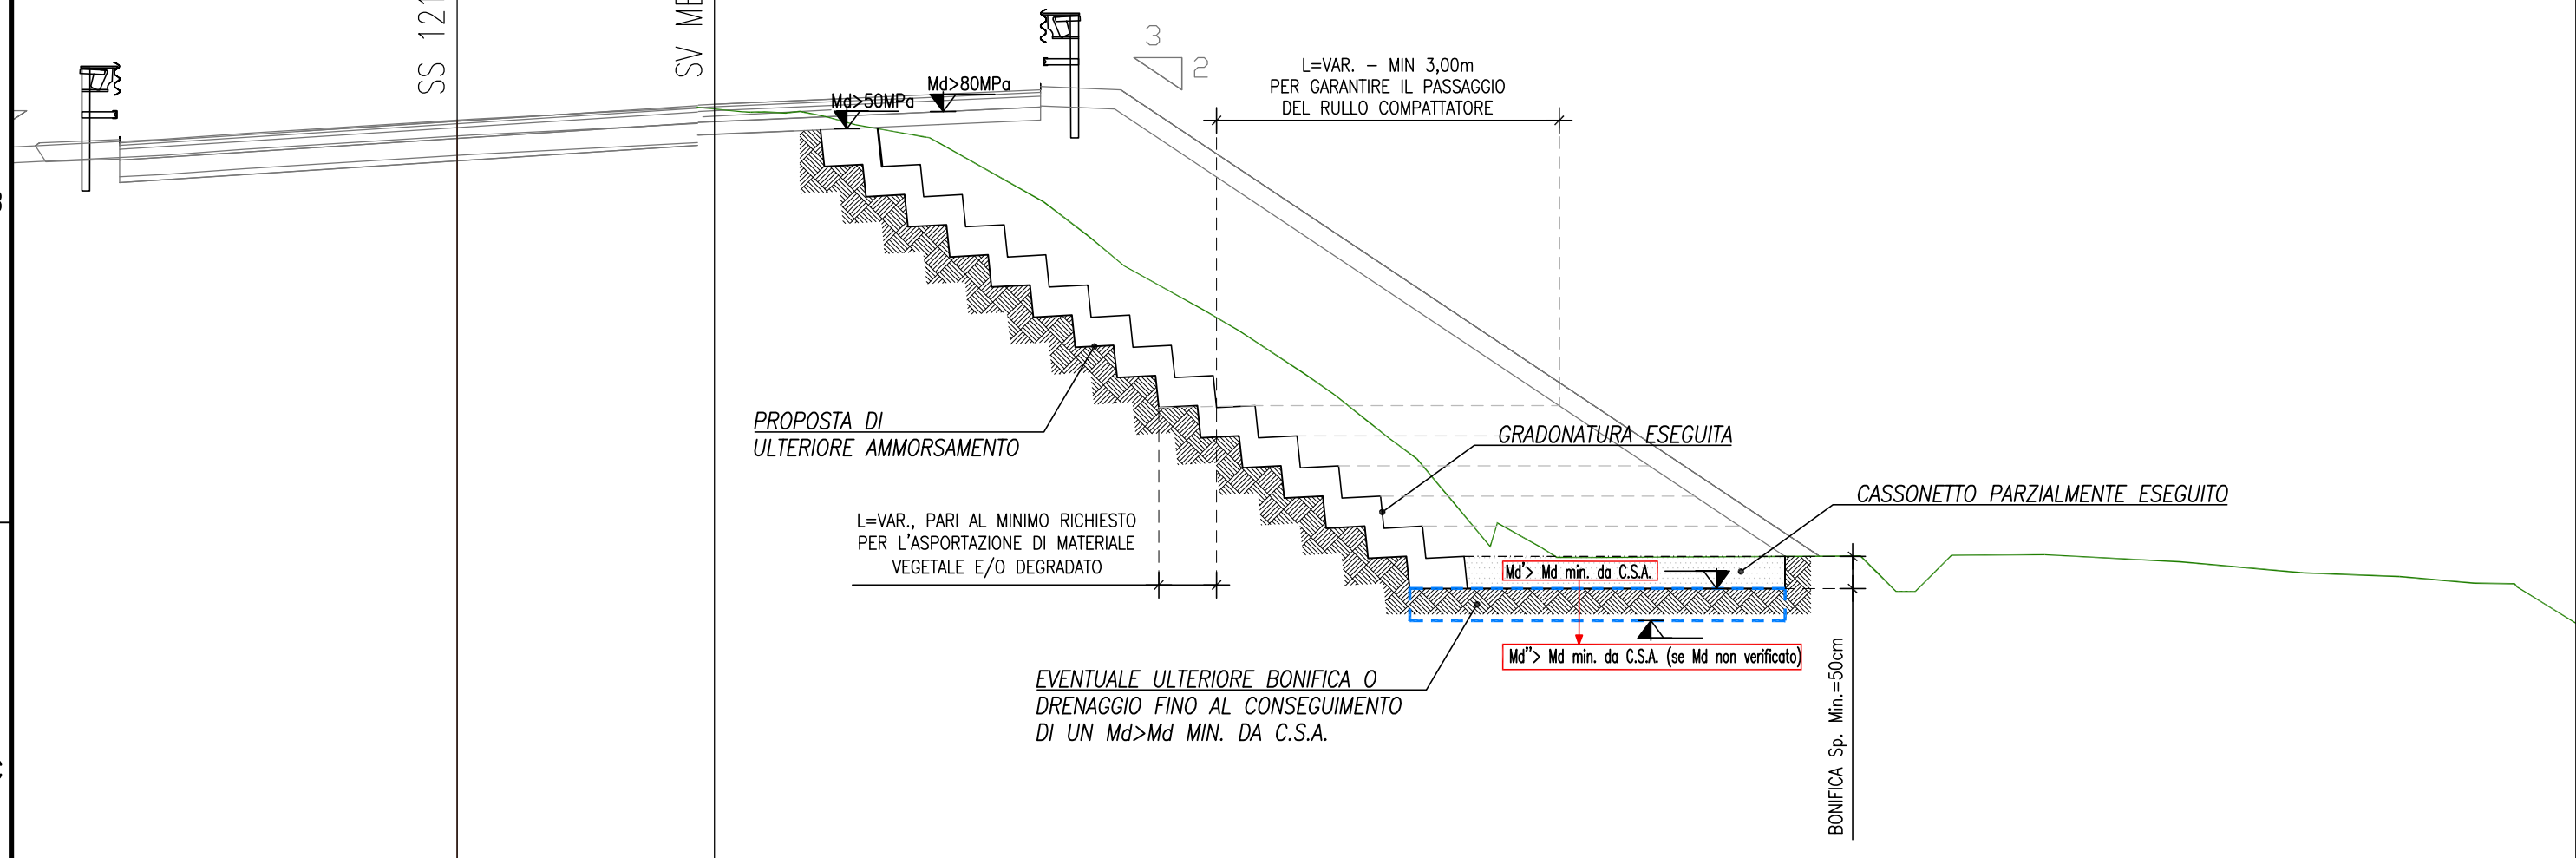 SS 121
SV
3
2
L=VAR. – MIN 3,00m
PER GARANTIRE IL PASSAGGIO
DEL RULLO COMPATTATORE
Md>80MPa
Md>50MPa
PROPOSTA DI
ULTERIORE AMMORSAMENTO
GRADONATURA ESEGUITA
CASSONETTO PARZIALMENTE ESEGUITO
L=VAR., PARI AL MINIMO RICHIESTO
PER L'ASPORTAZIONE DI MATERIALE
VEGETALE E/O DEGRADATO
Md'> Md min. da C.S.A.
Md''> Md min. da C.S.A. (se Md non verificato)
EVENTUALE ULTERIORE BONIFICA O
DRENAGGIO FINO AL CONSEGUIMENTO
DI UN Md>Md MIN. DA C.S.A.
BONIFICA Sp. Min.=50cm